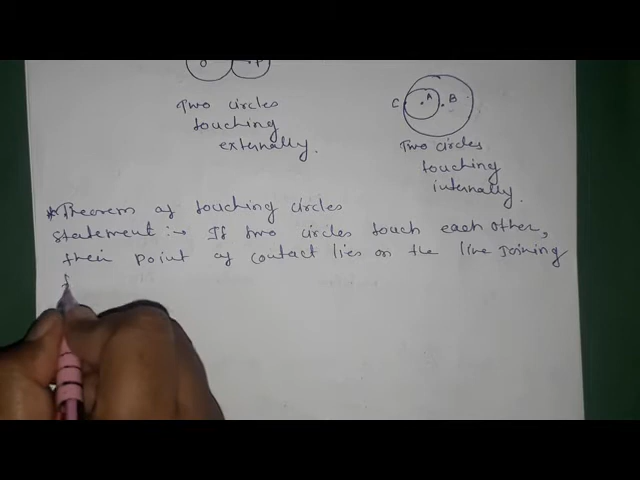 O P
Two circles
touching
externally.
C A B
Two circles
touching
internally.
*Theorem of touching circles
statement :→ If two circles touch each other,
their point of contact lies on the line joining